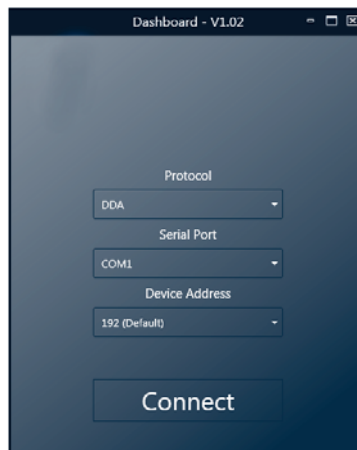 Dashboard - V1.02
Protocol
DDA
Serial Port
COM1
Device Address
192 (Default)
Connect